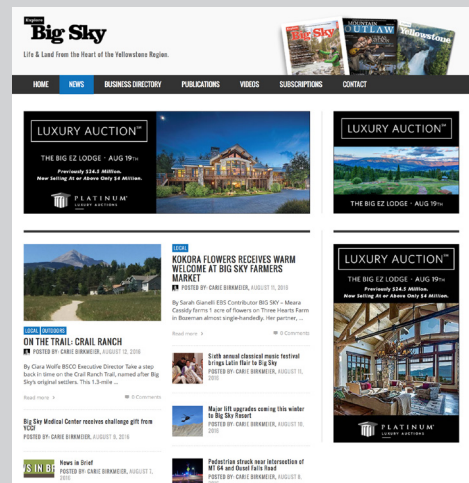 Explore
Big Sky
Life & Land From the Heart of the Yellowstone Region.
Big Sky
MOUNTAIN
OUTLAW
Yellowstone
HOME NEWS BUSINESS DIRECTORY PUBLICATIONS VIDEOS SUBSCRIPTIONS CONTACT
LUXURY AUCTION℠
THE BIG EZ LODGE · AUG 19TH
Previously $24.5 Million.
Now Selling At or Above Only $4 Million.
PLATINUM
LUXURY AUCTIONS
LUXURY AUCTION℠
THE BIG EZ LODGE · AUG 19TH
LOCAL OUTDOORS
ON THE TRAIL: CRAIL RANCH
POSTED BY: CARIE BIRKMEIER, AUGUST 12, 2016
By Ciara Wolfe BSCO Executive Director Take a step
back in time on the Crail Ranch Trail, named after Big
Sky's original settlers. This 1.3-mile ...
Read more 0 Comments
Big Sky Medical Center receives challenge gift from
YCCF
POSTED BY: CARIE BIRKMEIER, AUGUST 9, 2016
S IN BR
News in Brief
POSTED BY: CARIE BIRKMEIER, AUGUST 7,
2016
LOCAL
KOKORA FLOWERS RECEIVES WARM
WELCOME AT BIG SKY FARMERS
MARKET
POSTED BY: CARIE BIRKMEIER, AUGUST 11, 2016
By Sarah Gianelli EBS Contributor BIG SKY – Meara
Cassidy farms 1 acre of flowers on Three Hearts Farm
in Bozeman almost single-handedly. Her partner, ...
Read more 0 Comments
Sixth annual classical music festival
brings Latin flair to Big Sky
POSTED BY: CARIE BIRKMEIER, AUGUST 11,
2016
Major lift upgrades coming this winter
to Big Sky Resort
POSTED BY: CARIE BIRKMEIER, AUGUST 10,
2016
Pedestrian struck near intersection of
MT 64 and Ousel Falls Road
POSTED BY: CARIE BIRKMEIER, AUGUST 8,
2016
LUXURY AUCTION℠
THE BIG EZ LODGE · AUG 19TH
Previously $24.5 Million.
Now Selling At or Above Only $4 Million.
PLATINUM
LUXURY AUCTIONS